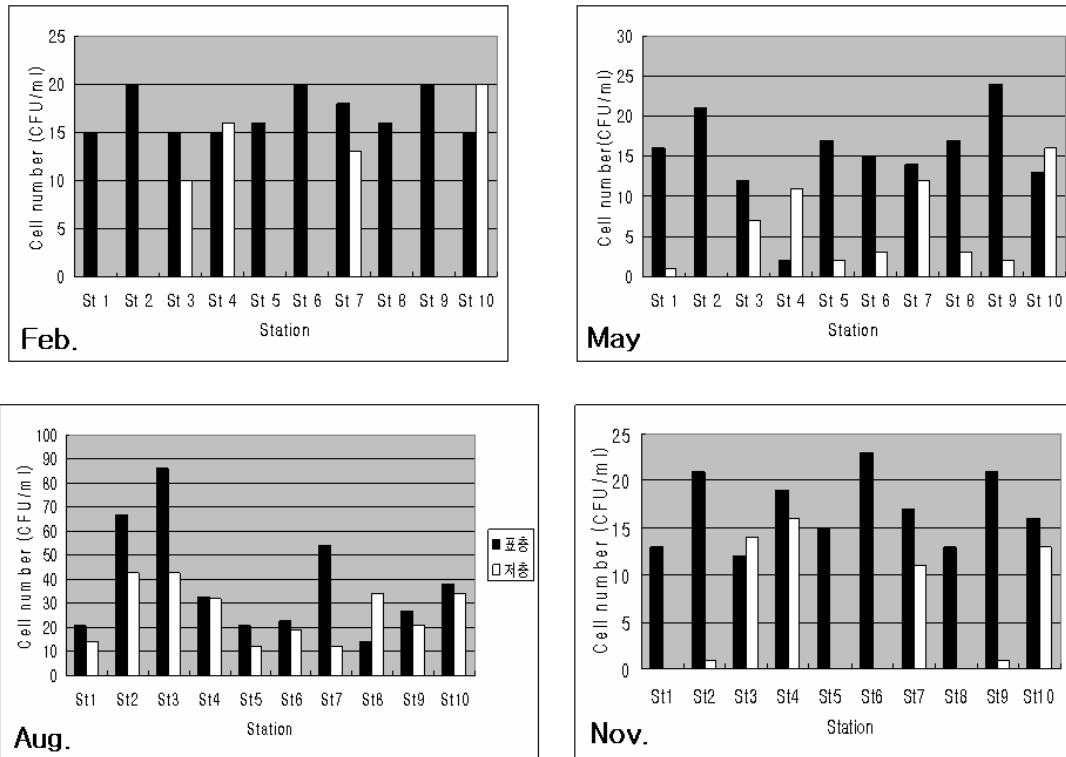 25
20
15
10
5
0
Cell number (CFU/ml)
St 1 St 2 St 3 St 4 St 5 St 6 St 7 St 8 St 9 St 10
Station
Feb.
30
25
20
15
10
5
0
Cell number(CFU/ml)
St 1 St 2 St 3 St 4 St 5 St 6 St 7 St 8 St 9 St 10
Station
May
100
90
80
70
60
50
40
30
20
10
0
Cell number (CFU/ml)
St1 St2 St3 St4 St5 St6 St7 St8 St9 St10
Station
표층
저층
Aug.
25
20
15
10
5
0
Cell number (CFU/ml)
St1 St2 St3 St4 St5 St6 St7 St8 St9 St10
Station
Nov.